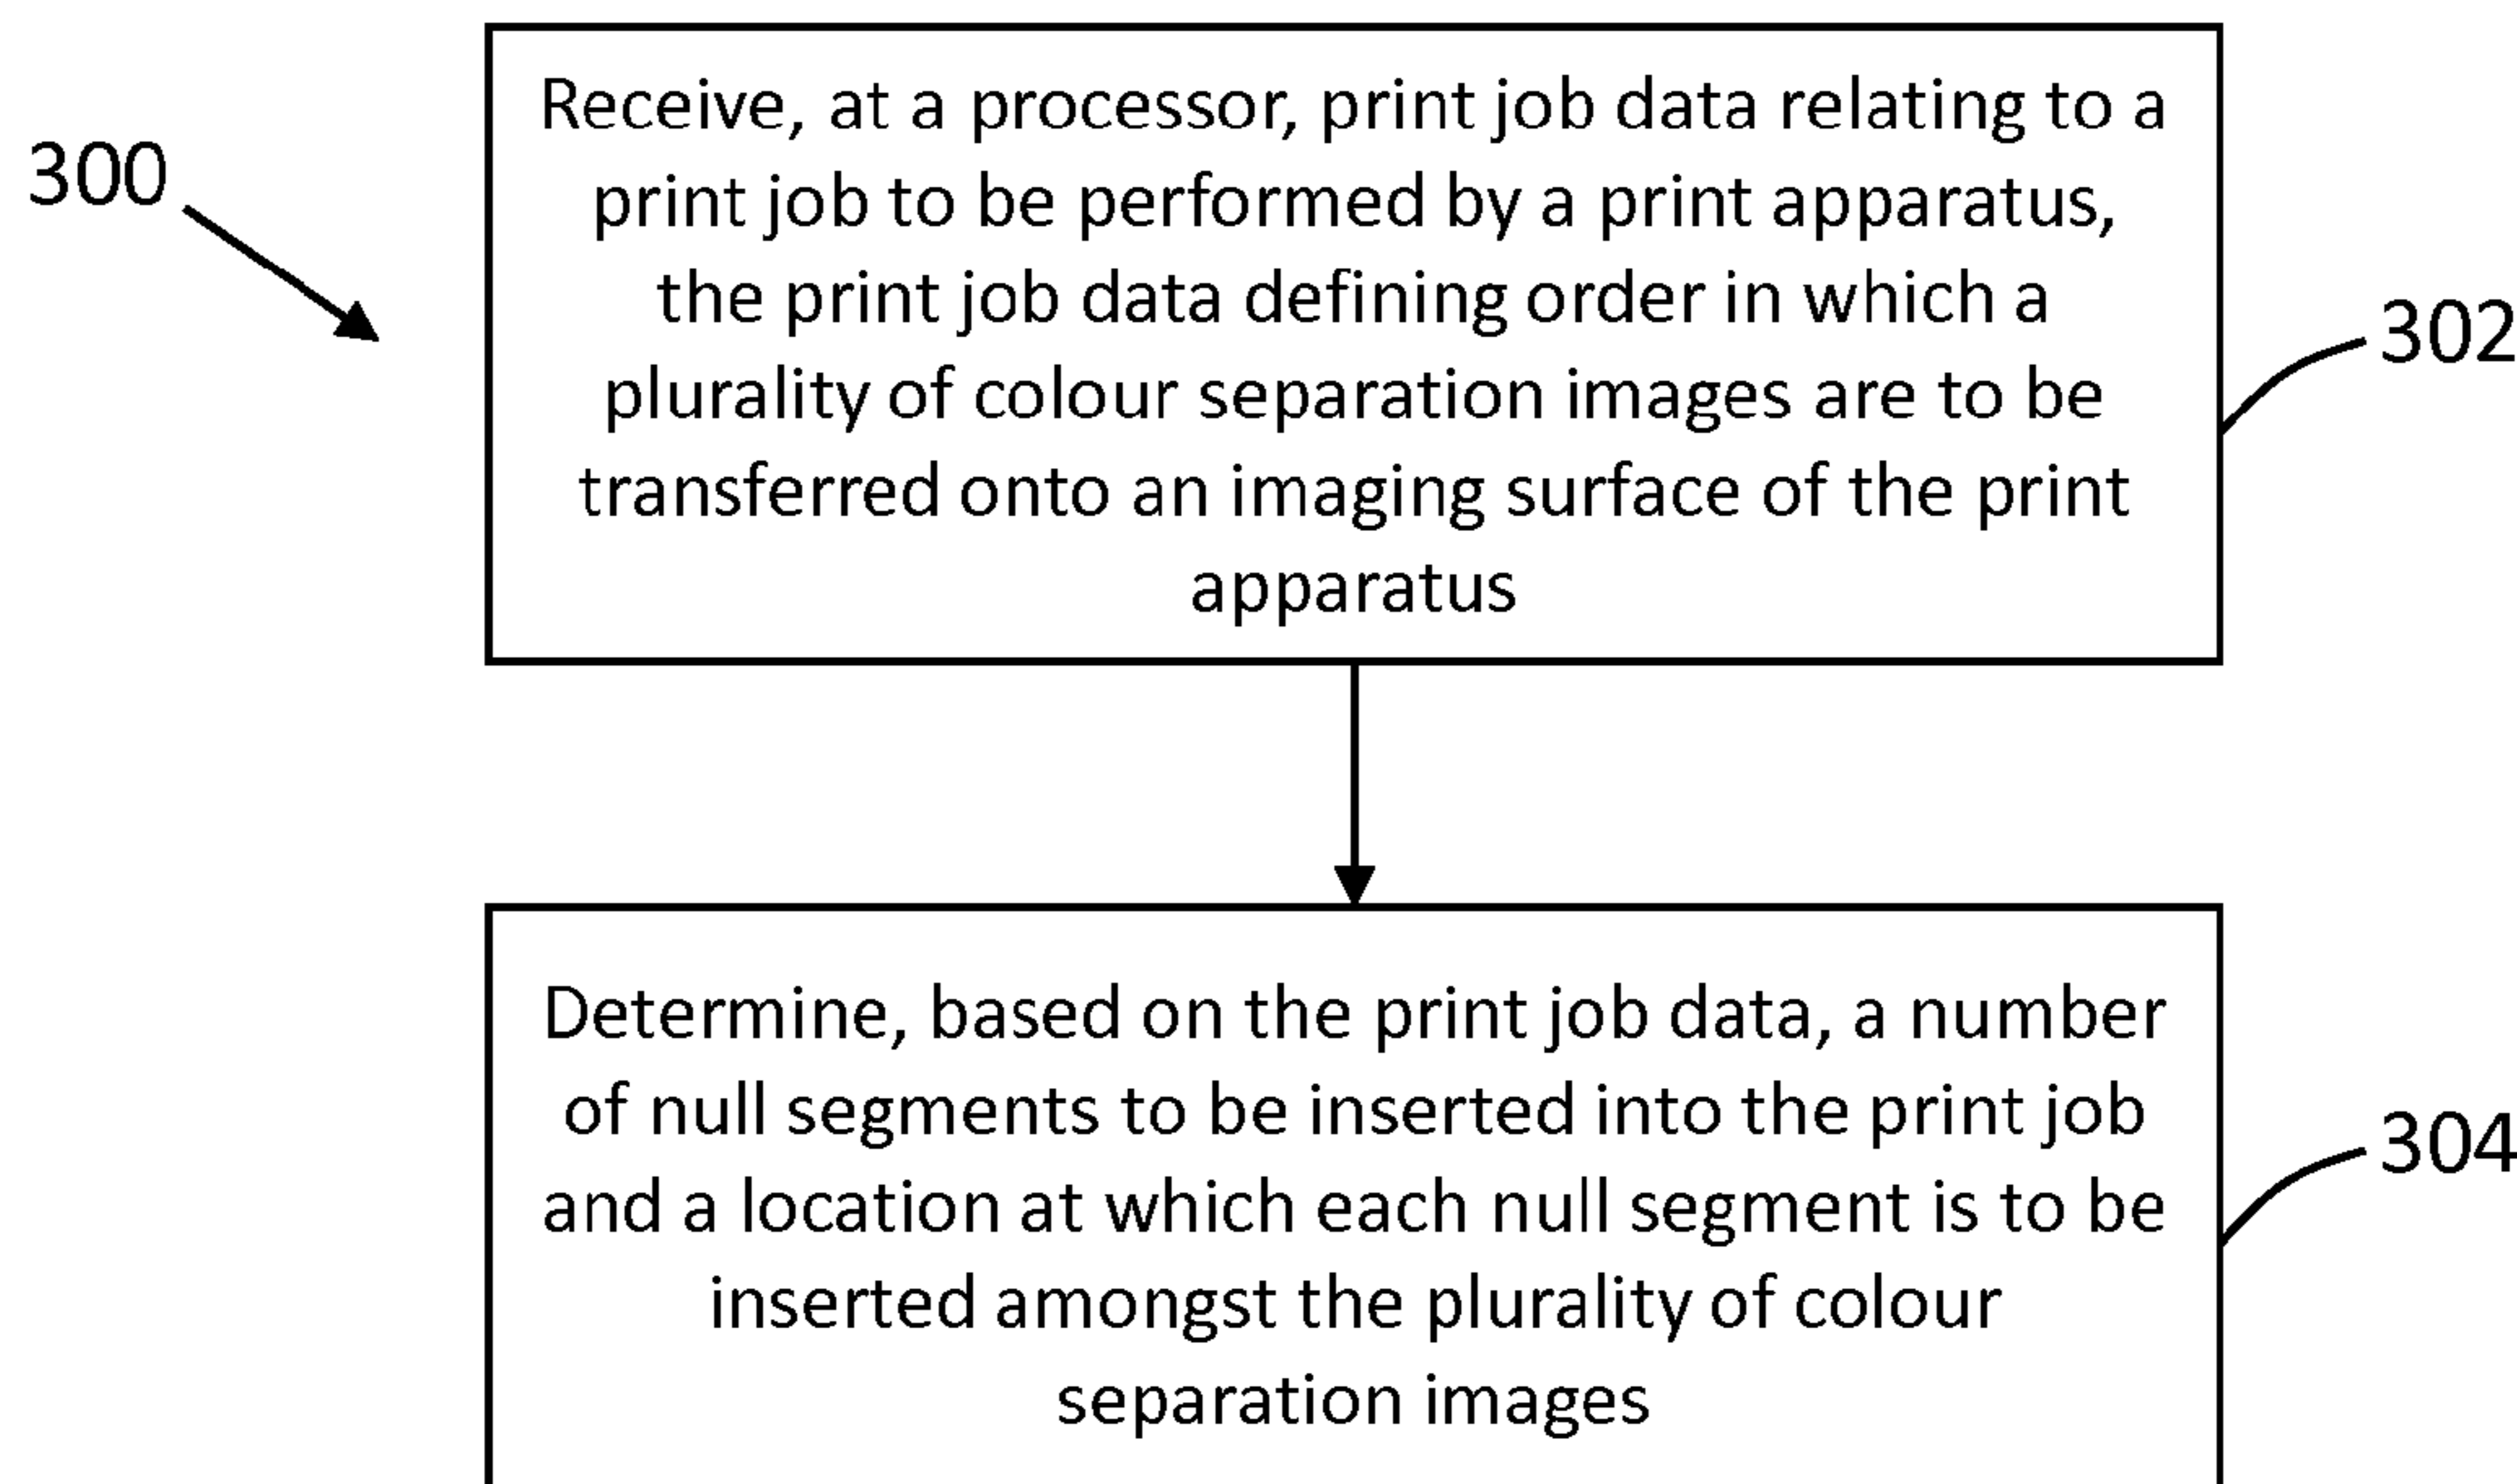 300
Receive, at a processor, print job data relating to a
print job to be performed by a print apparatus,
the print job data defining order in which a
plurality of colour separation images are to be
transferred onto an imaging surface of the print
apparatus
302
Determine, based on the print job data, a number
of null segments to be inserted into the print job
and a location at which each null segment is to be
inserted amongst the plurality of colour
separation images
304